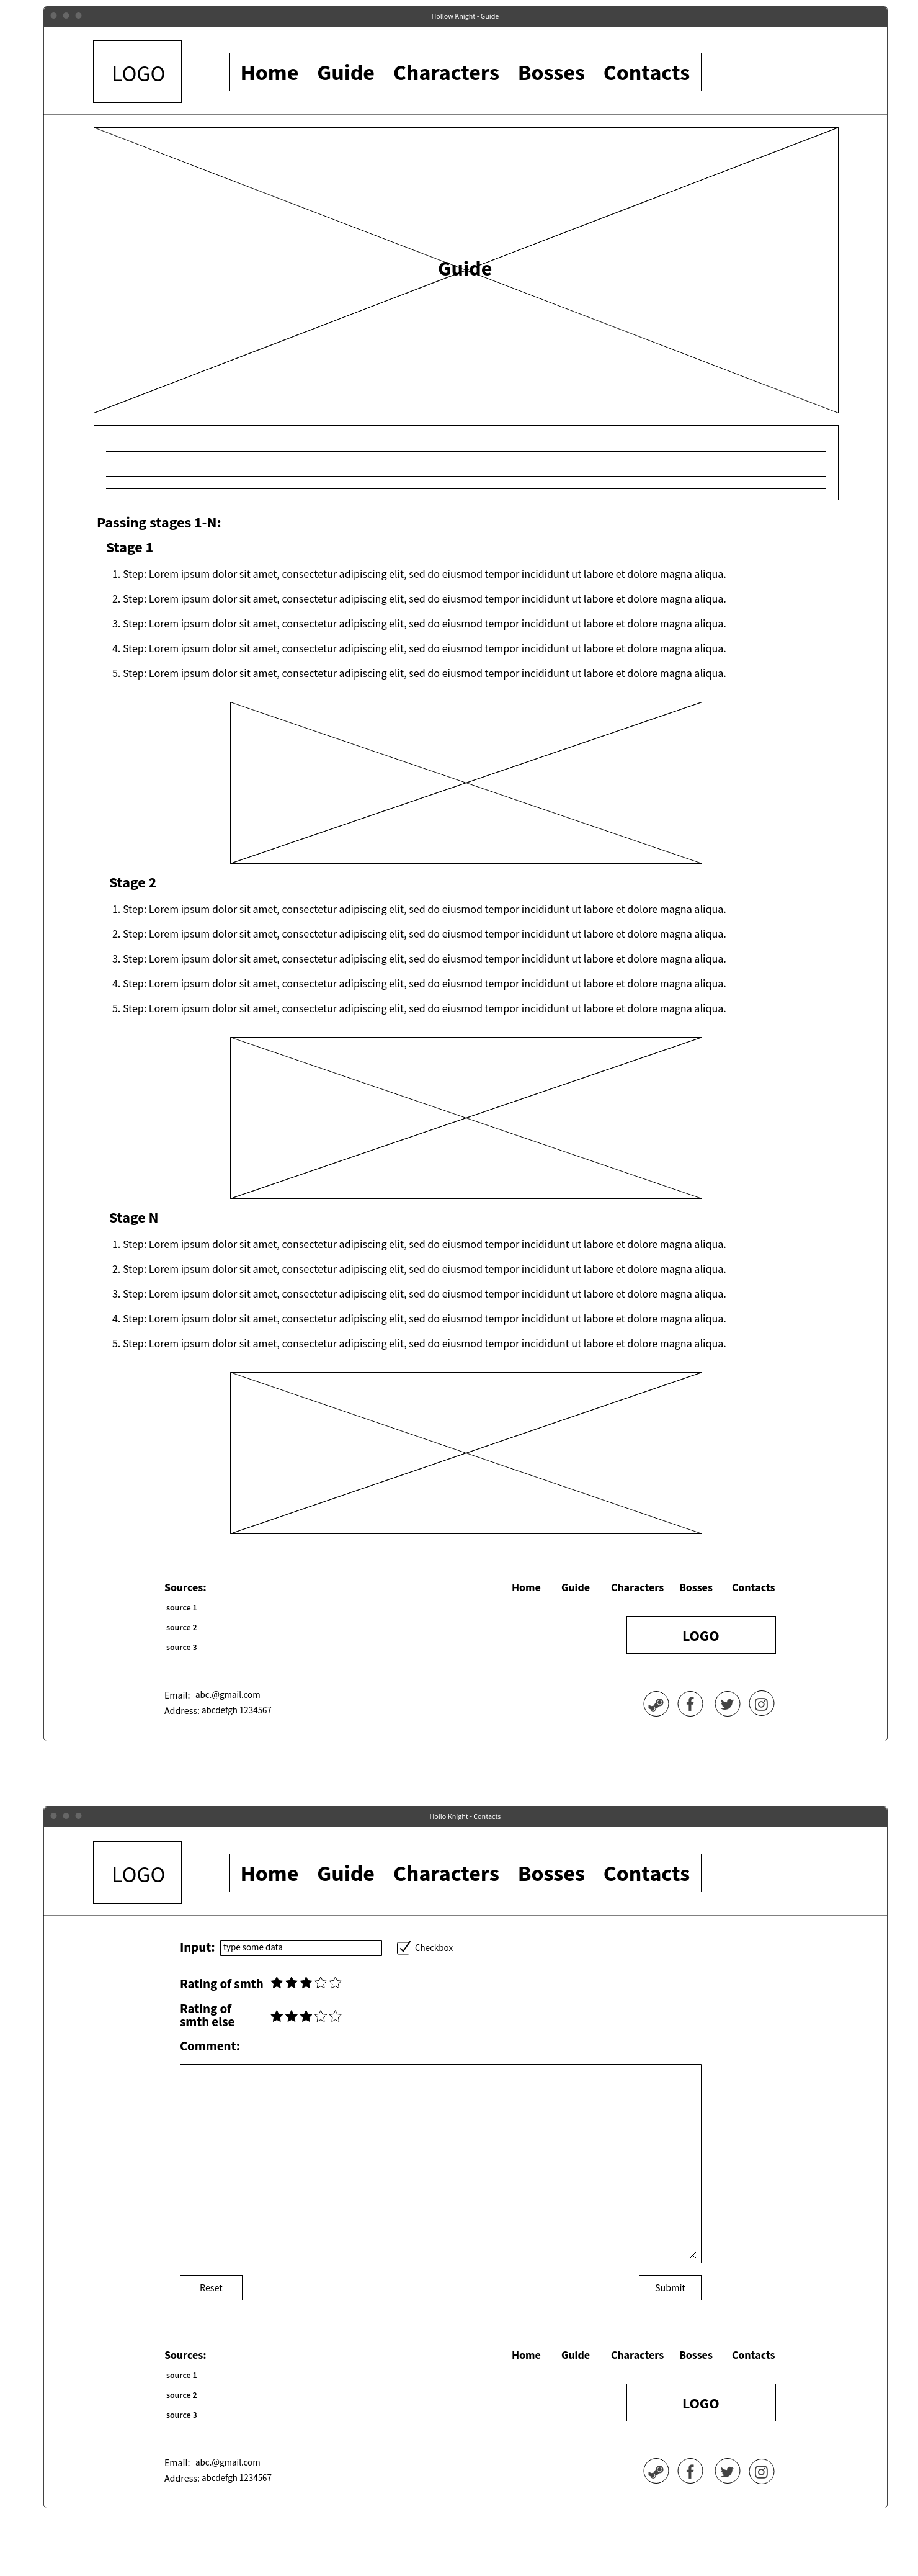 Hollow Knight - Guide
LOGO
Home Guide Characters Bosses Contacts
Guide
Passing stages 1-N:
Stage 1
1. Step: Lorem ipsum dolor sit amet, consectetur adipiscing elit, sed do eiusmod tempor incididunt ut labore et dolore magna aliqua.
2. Step: Lorem ipsum dolor sit amet, consectetur adipiscing elit, sed do eiusmod tempor incididunt ut labore et dolore magna aliqua.
3. Step: Lorem ipsum dolor sit amet, consectetur adipiscing elit, sed do eiusmod tempor incididunt ut labore et dolore magna aliqua.
4. Step: Lorem ipsum dolor sit amet, consectetur adipiscing elit, sed do eiusmod tempor incididunt ut labore et dolore magna aliqua.
5. Step: Lorem ipsum dolor sit amet, consectetur adipiscing elit, sed do eiusmod tempor incididunt ut labore et dolore magna aliqua.
Stage 2
1. Step: Lorem ipsum dolor sit amet, consectetur adipiscing elit, sed do eiusmod tempor incididunt ut labore et dolore magna aliqua.
2. Step: Lorem ipsum dolor sit amet, consectetur adipiscing elit, sed do eiusmod tempor incididunt ut labore et dolore magna aliqua.
3. Step: Lorem ipsum dolor sit amet, consectetur adipiscing elit, sed do eiusmod tempor incididunt ut labore et dolore magna aliqua.
4. Step: Lorem ipsum dolor sit amet, consectetur adipiscing elit, sed do eiusmod tempor incididunt ut labore et dolore magna aliqua.
5. Step: Lorem ipsum dolor sit amet, consectetur adipiscing elit, sed do eiusmod tempor incididunt ut labore et dolore magna aliqua.
Stage N
1. Step: Lorem ipsum dolor sit amet, consectetur adipiscing elit, sed do eiusmod tempor incididunt ut labore et dolore magna aliqua.
2. Step: Lorem ipsum dolor sit amet, consectetur adipiscing elit, sed do eiusmod tempor incididunt ut labore et dolore magna aliqua.
3. Step: Lorem ipsum dolor sit amet, consectetur adipiscing elit, sed do eiusmod tempor incididunt ut labore et dolore magna aliqua.
4. Step: Lorem ipsum dolor sit amet, consectetur adipiscing elit, sed do eiusmod tempor incididunt ut labore et dolore magna aliqua.
5. Step: Lorem ipsum dolor sit amet, consectetur adipiscing elit, sed do eiusmod tempor incididunt ut labore et dolore magna aliqua.
Sources:
source 1
source 2
source 3
Email: abc.@gmail.com
Address: abcdefgh 1234567
Home Guide Characters Bosses Contacts
LOGO
Hollo Knight - Contacts
LOGO
Home Guide Characters Bosses Contacts
Input: type some data Checkbox
Rating of smth
Rating of
smth else
Comment:
Reset Submit
Sources:
source 1
source 2
source 3
Email: abc.@gmail.com
Address: abcdefgh 1234567
Home Guide Characters Bosses Contacts
LOGO